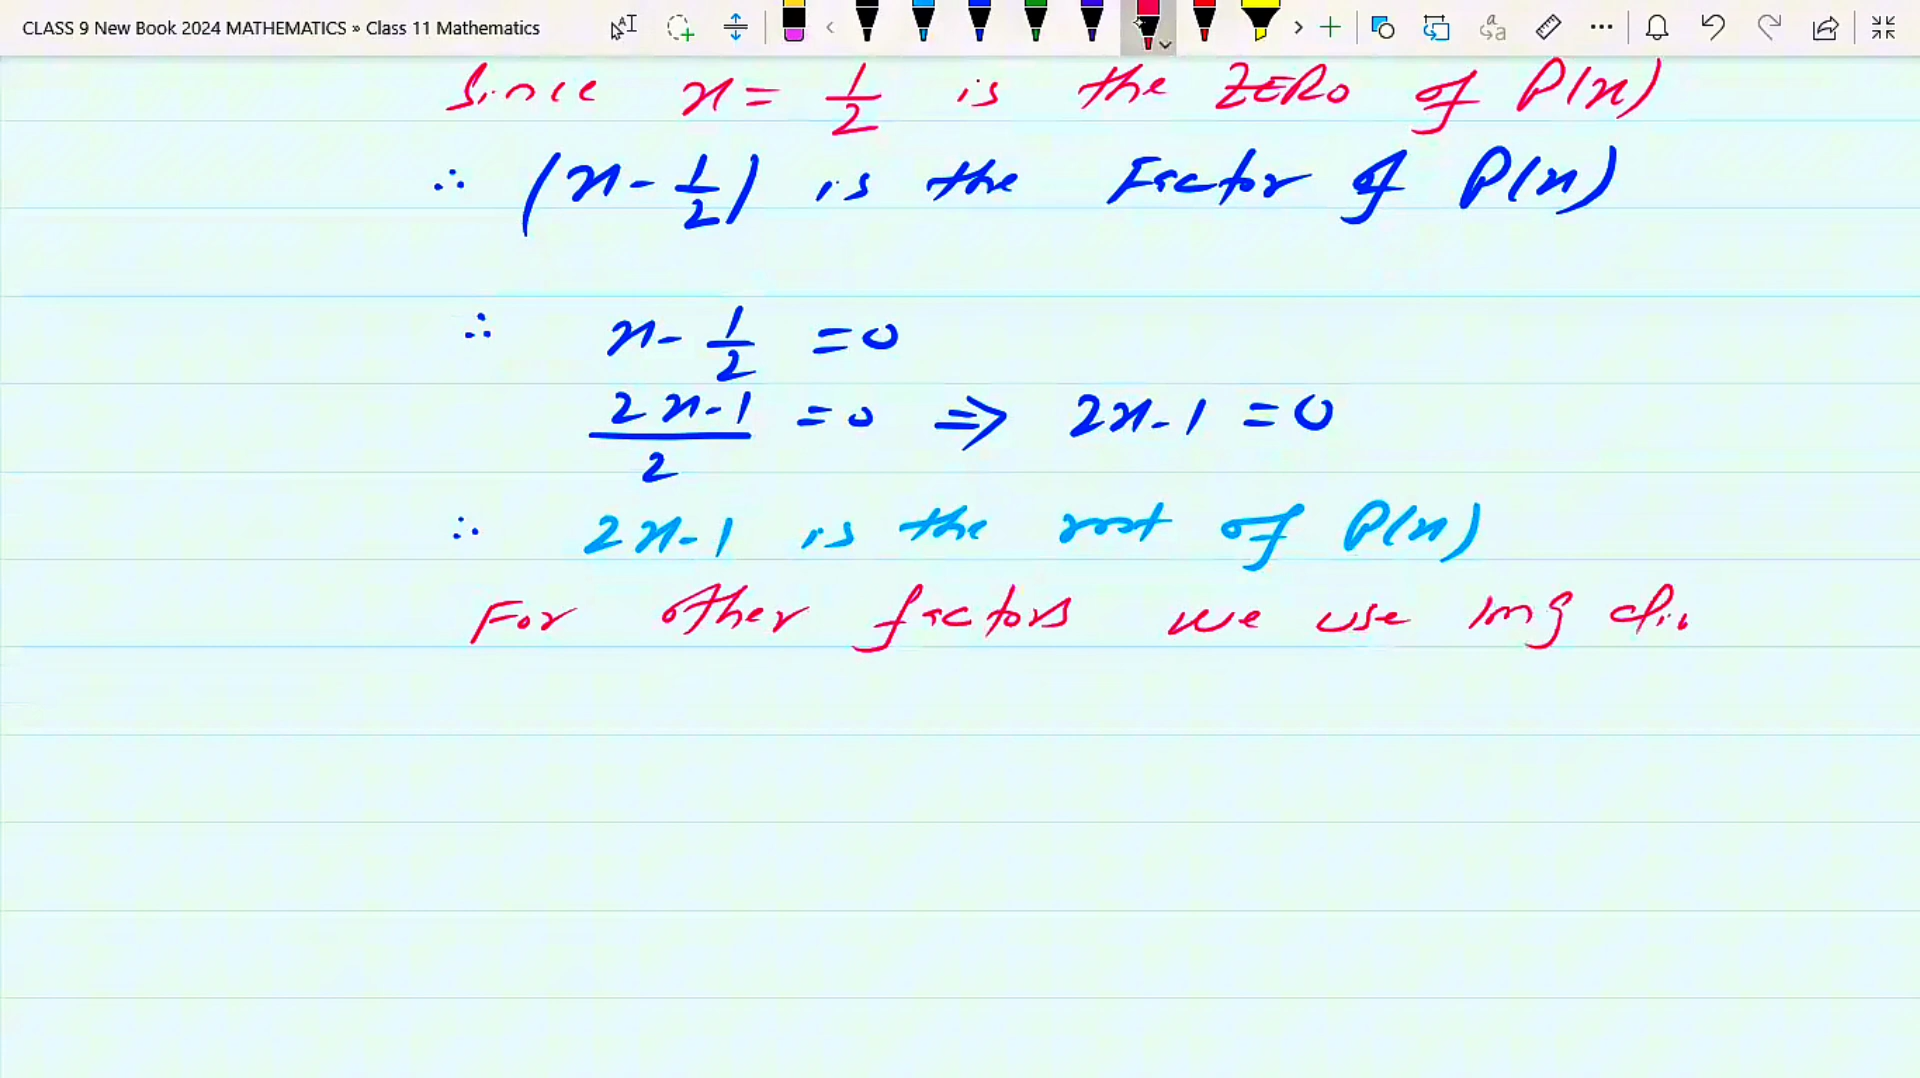 CLASS 9 New Book 2024 MATHEMATICS » Class 11 Mathematics
Since x = 1/2 is the ZERO of P(x)
∴ (x - 1/2) is the Factor of P(x)
∴ x - 1/2 = 0
(2x-1)/2 = 0 ⇒ 2x-1 = 0
∴ 2x-1 is the root of P(x)
For other factors we use long div